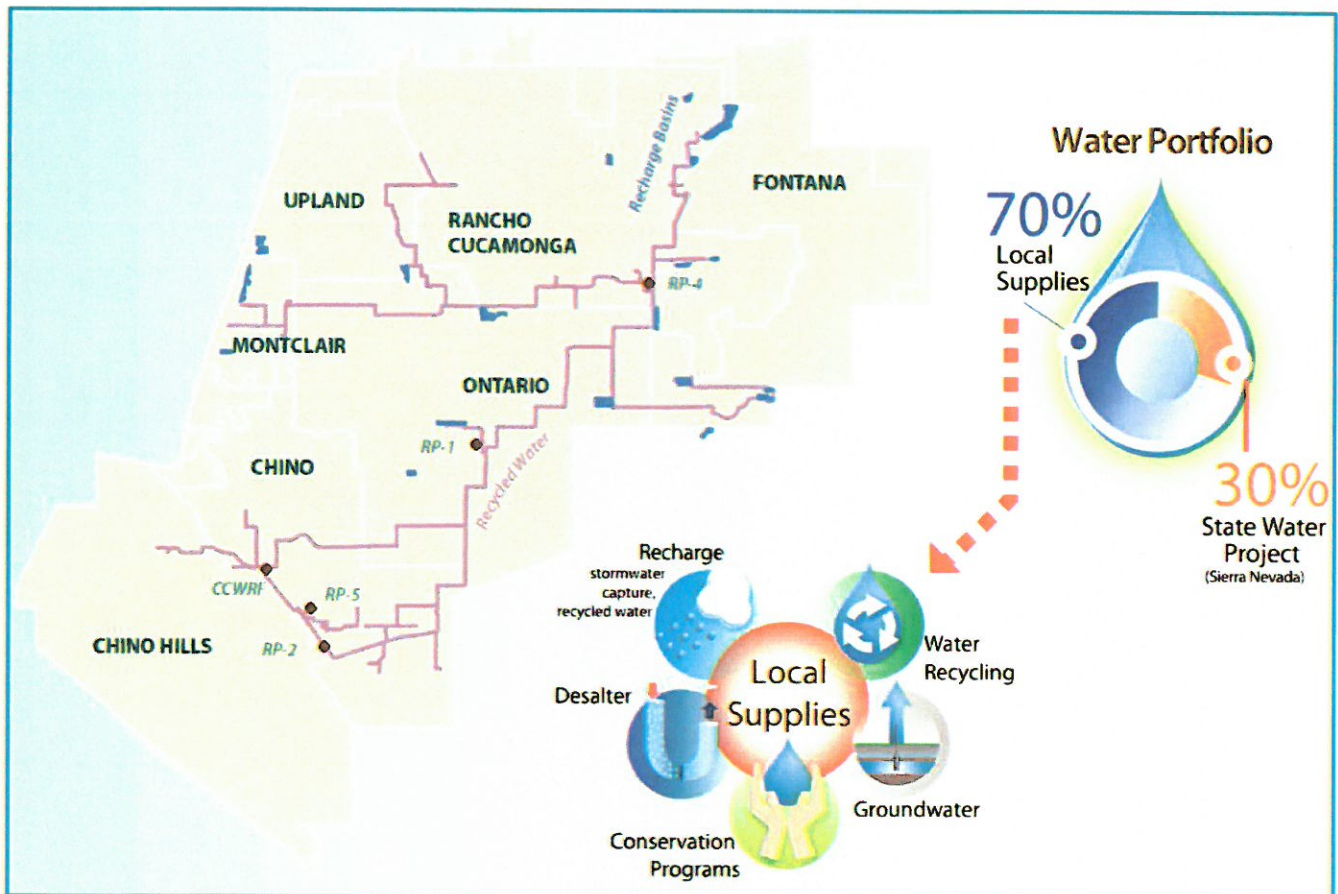 Water Portfolio
70%
Local
Supplies
30%
State Water
Project
(Sierra Nevada)
Recharge Basins
FONTANA
UPLAND
RANCHO
CUCAMONGA
RP-4
MONTCLAIR
ONTARIO
RP-1
Recycled Water
CHINO
CCWRF
RP-5
CHINO HILLS
RP-2
Recharge
stormwater
capture,
recycled water
Water
Recycling
Local
Supplies
Desalter
Groundwater
Conservation
Programs